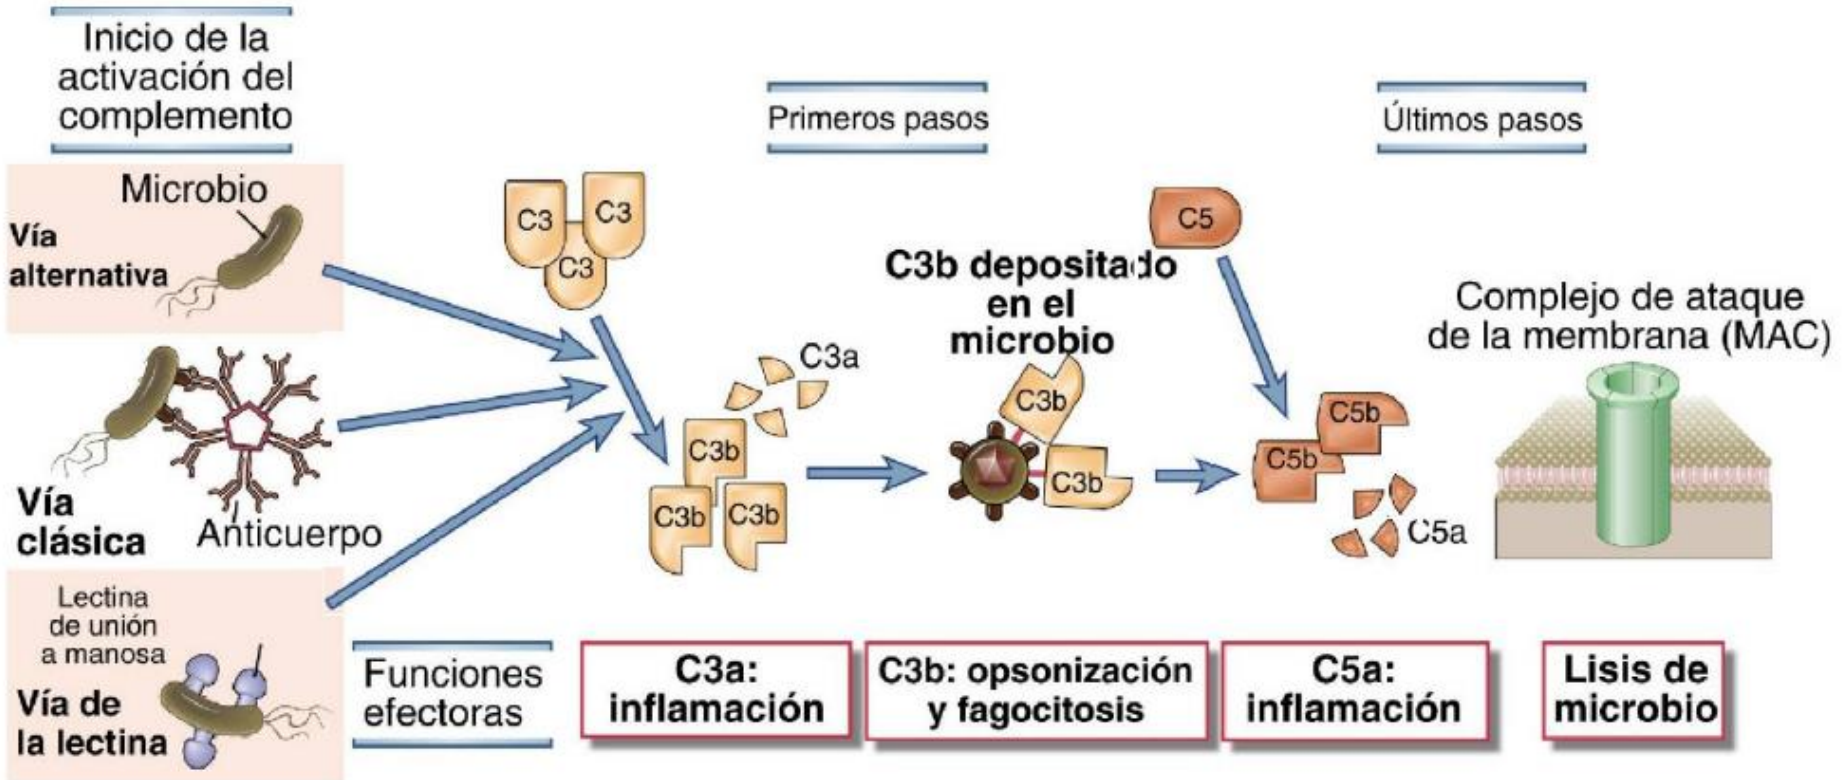 Inicio de la
activación del
complemento
Primeros pasos
Últimos pasos
Microbio
Vía
alternativa
C3
C3
C3
C5
C3b depositado
en el
microbio
Complejo de ataque
de la membrana (MAC)
C3a
C3b
C3b
C3b
C3b
C3b
C5b
C5b
C5a
Vía
clásica
Anticuerpo
Lectina
de unión
a manosa
Vía de
la lectina
Funciones
efectoras
C3a:
inflamación
C3b: opsonización
y fagocitosis
C5a:
inflamación
Lisis de
microbio